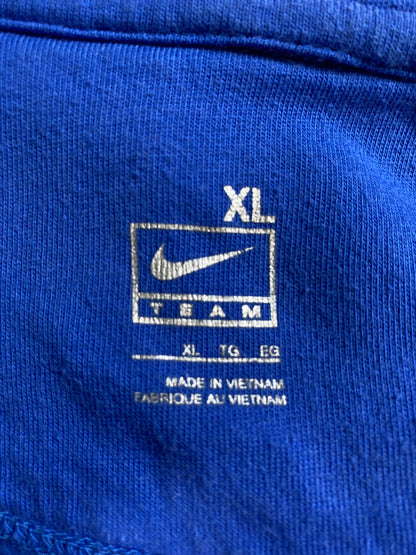 XL
TEAM
XL TG EG
MADE IN VIETNAM
FABRIQUE AU VIETNAM